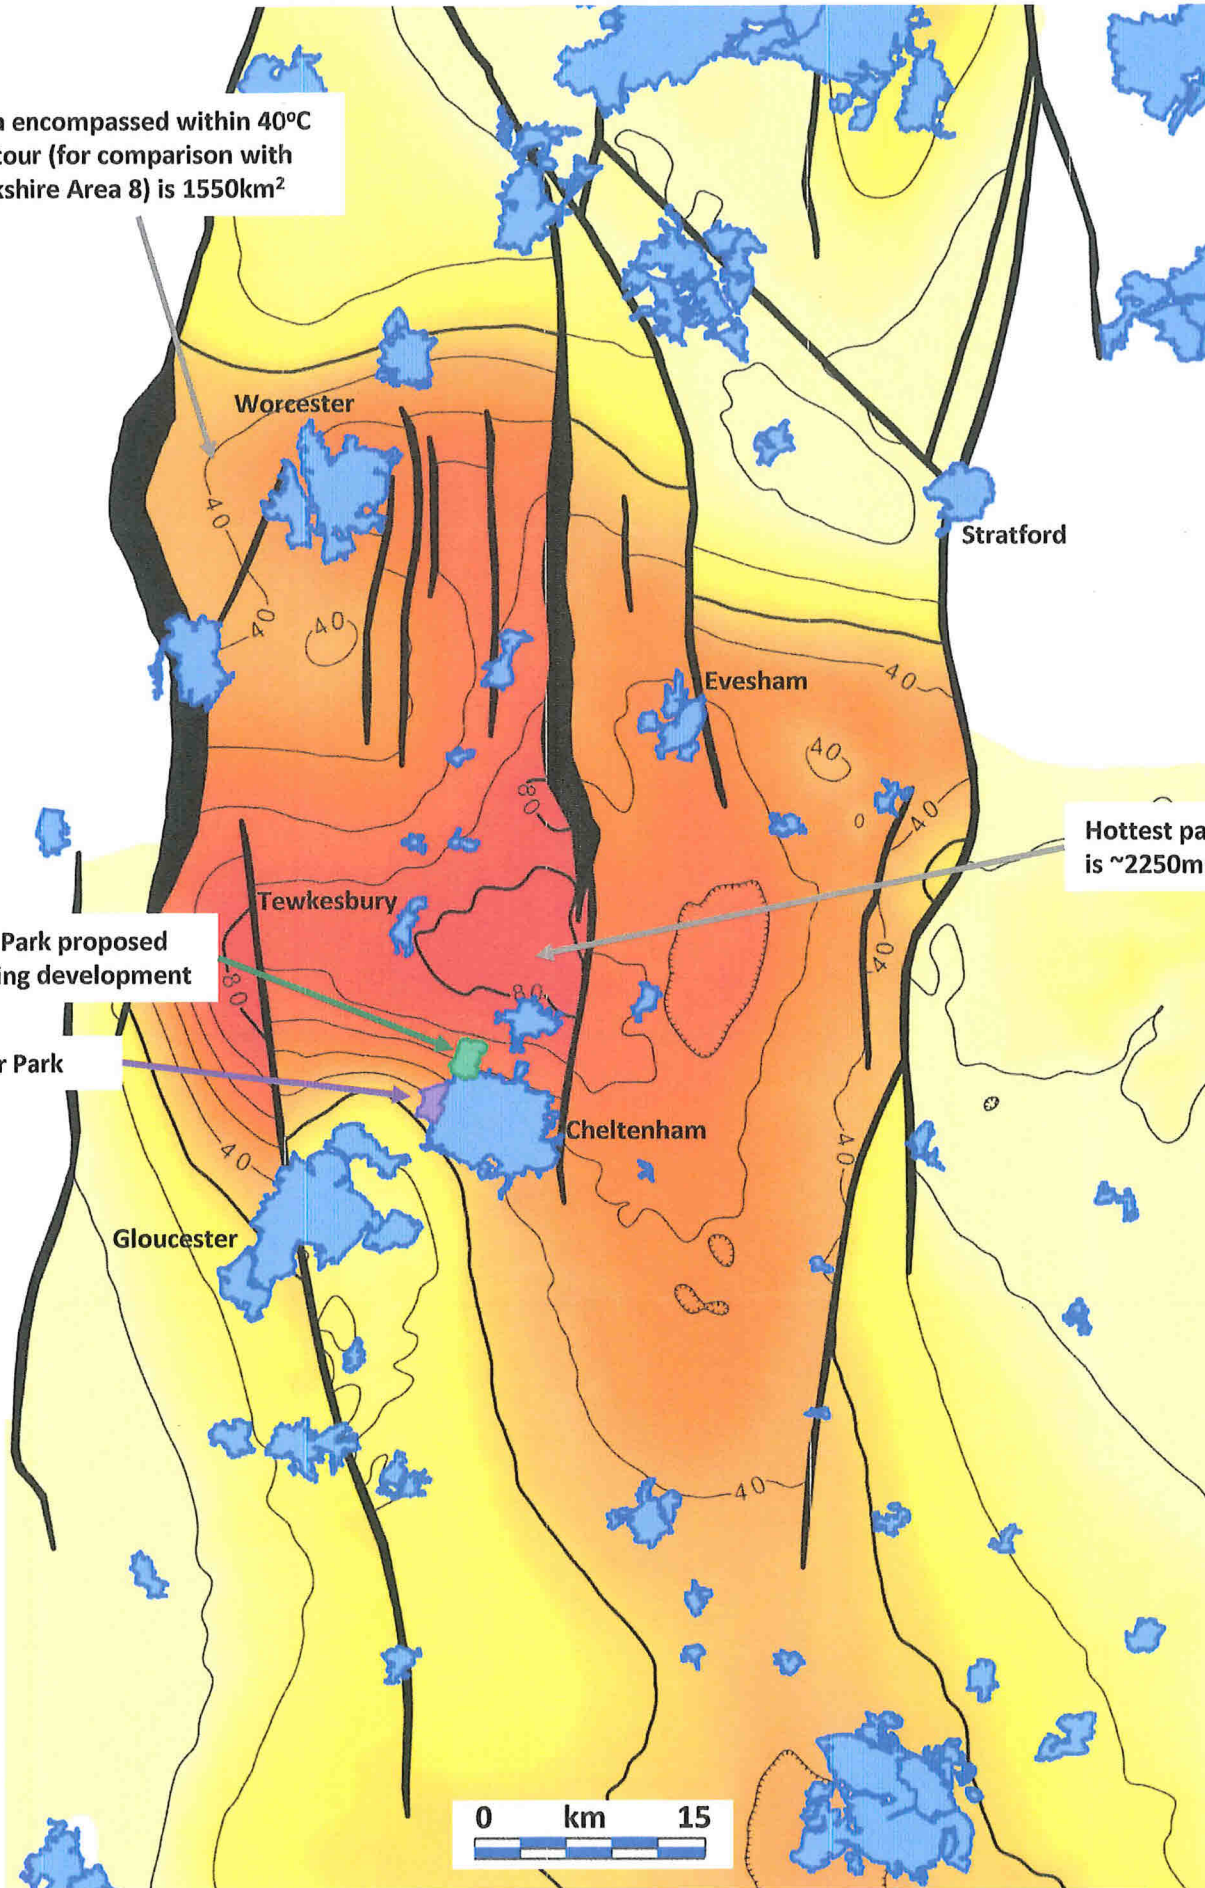 encompassed within 40ºC
tour (for comparison with
kshire Area 8) is 1550km²
Worcester
40
Stratford
40
40
Evesham
40
40
80
40
Hottest pa
is ~2250m
Tewkesbury
Park proposed
ing development
40
80
80
r Park
Cheltenham
40
40
Gloucester
40
0 km 15